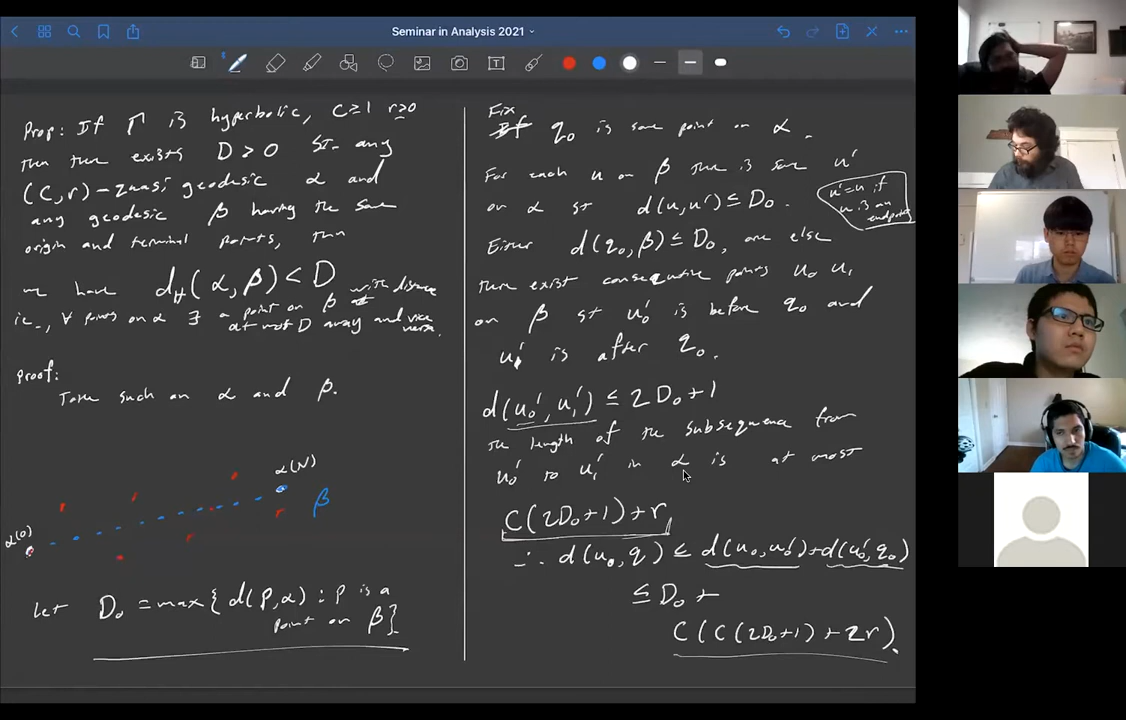 Seminar in Analysis 2021
Prop: If Γ is hyperbolic, C≥1 r≥0
then there exists D > 0 st. any
(C,r)-quasi geodesic α and
any geodesic β having the same
origin and terminal points, then
we have d_H(α, β) < D
ie., ∀ points on α ∃ a point on β with distance
at most D away and vice versa.
Proof:
Take such an α and β.
α(0)
α(N)
β
Let D₀ = max{d(p,α) : p is a
point on β}
Fix
If q₀ is some point on α.
For each u on β there is some u'
on α st d(u,u') ≤ D₀.
u'=u if
u is an
endpoint
Either d(q₀,β) ≤ D₀, or else
there exist consecutive points u₀ u₁
on β st u₀' is before q₀ and
u₁' is after q₀.
d(u₀', u₁') ≤ 2D₀+1
the length of the subsequence from
u₀' to u₁' in α is at most
C(2D₀+1)+r
∴ d(u₀,q) ≤ d(u₀,u₀')+d(u₀',q₀)
≤ D₀ +
C(C(2D₀+1)+2r).